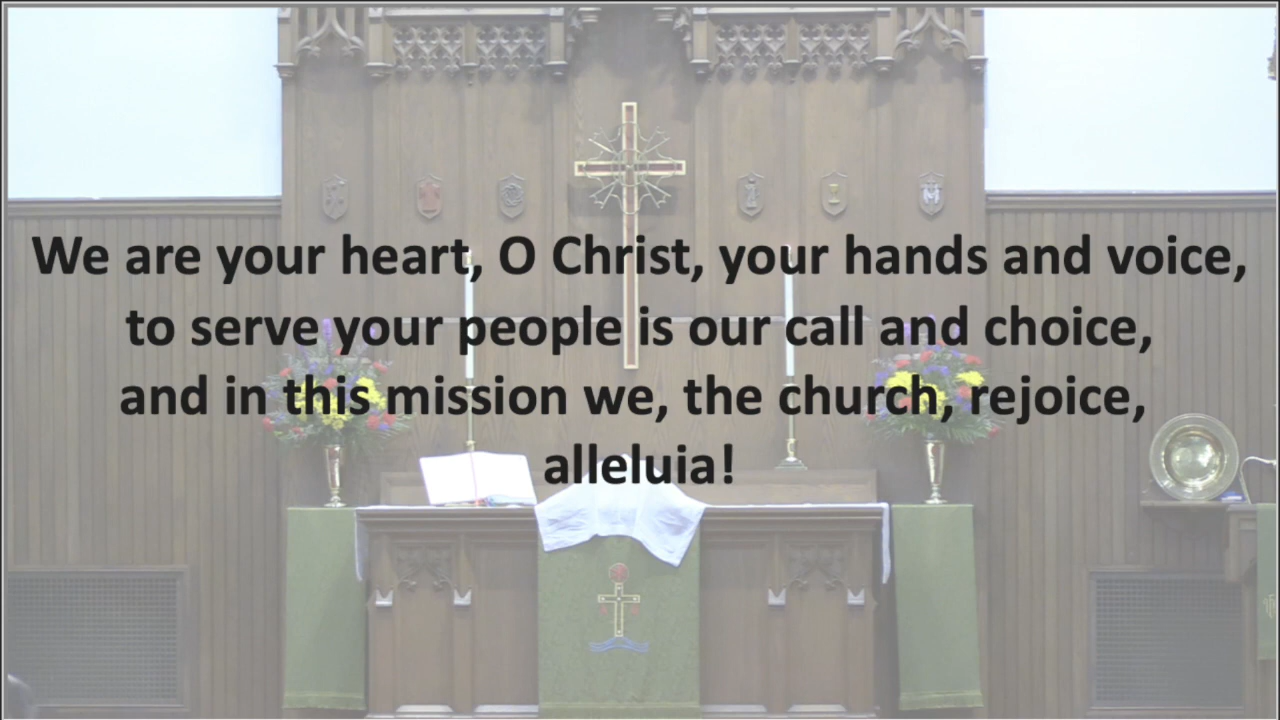 We are your heart, O Christ, your hands and voice,
to serve your people is our call and choice,
and in this mission we, the church, rejoice,
alleluia!